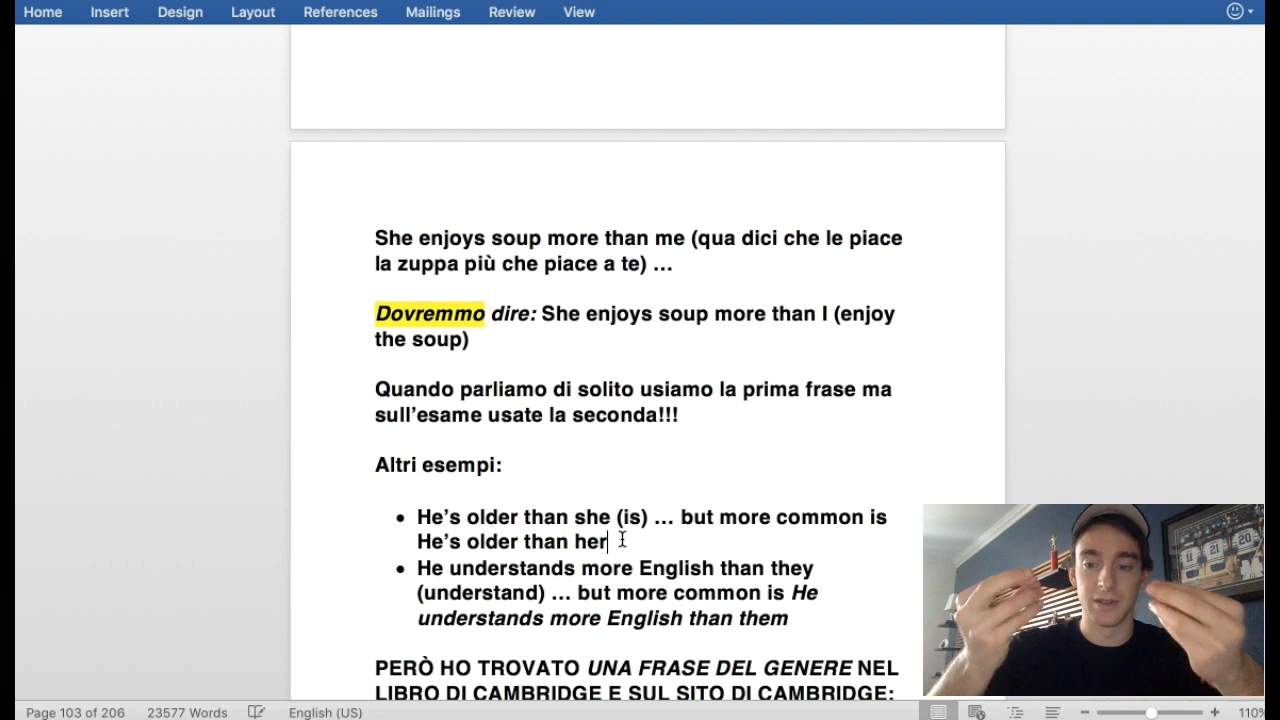 Home Insert Design Layout References Mailings Review View
She enjoys soup more than me (qua dici che le piace
la zuppa più che piace a te) …
Dovremmo dire: She enjoys soup more than I (enjoy
the soup)
Quando parliamo di solito usiamo la prima frase ma
sull’esame usate la seconda!!!
Altri esempi:
• He’s older than she (is) … but more common is
He’s older than her
• He understands more English than they
(understand) … but more common is He
understands more English than them
PERÒ HO TROVATO UNA FRASE DEL GENERE NEL
LIBRO DI CAMBRIDGE E SUL SITO DI CAMBRIDGE:
11 21 20
Page 103 of 206 23577 Words English (US) 110%